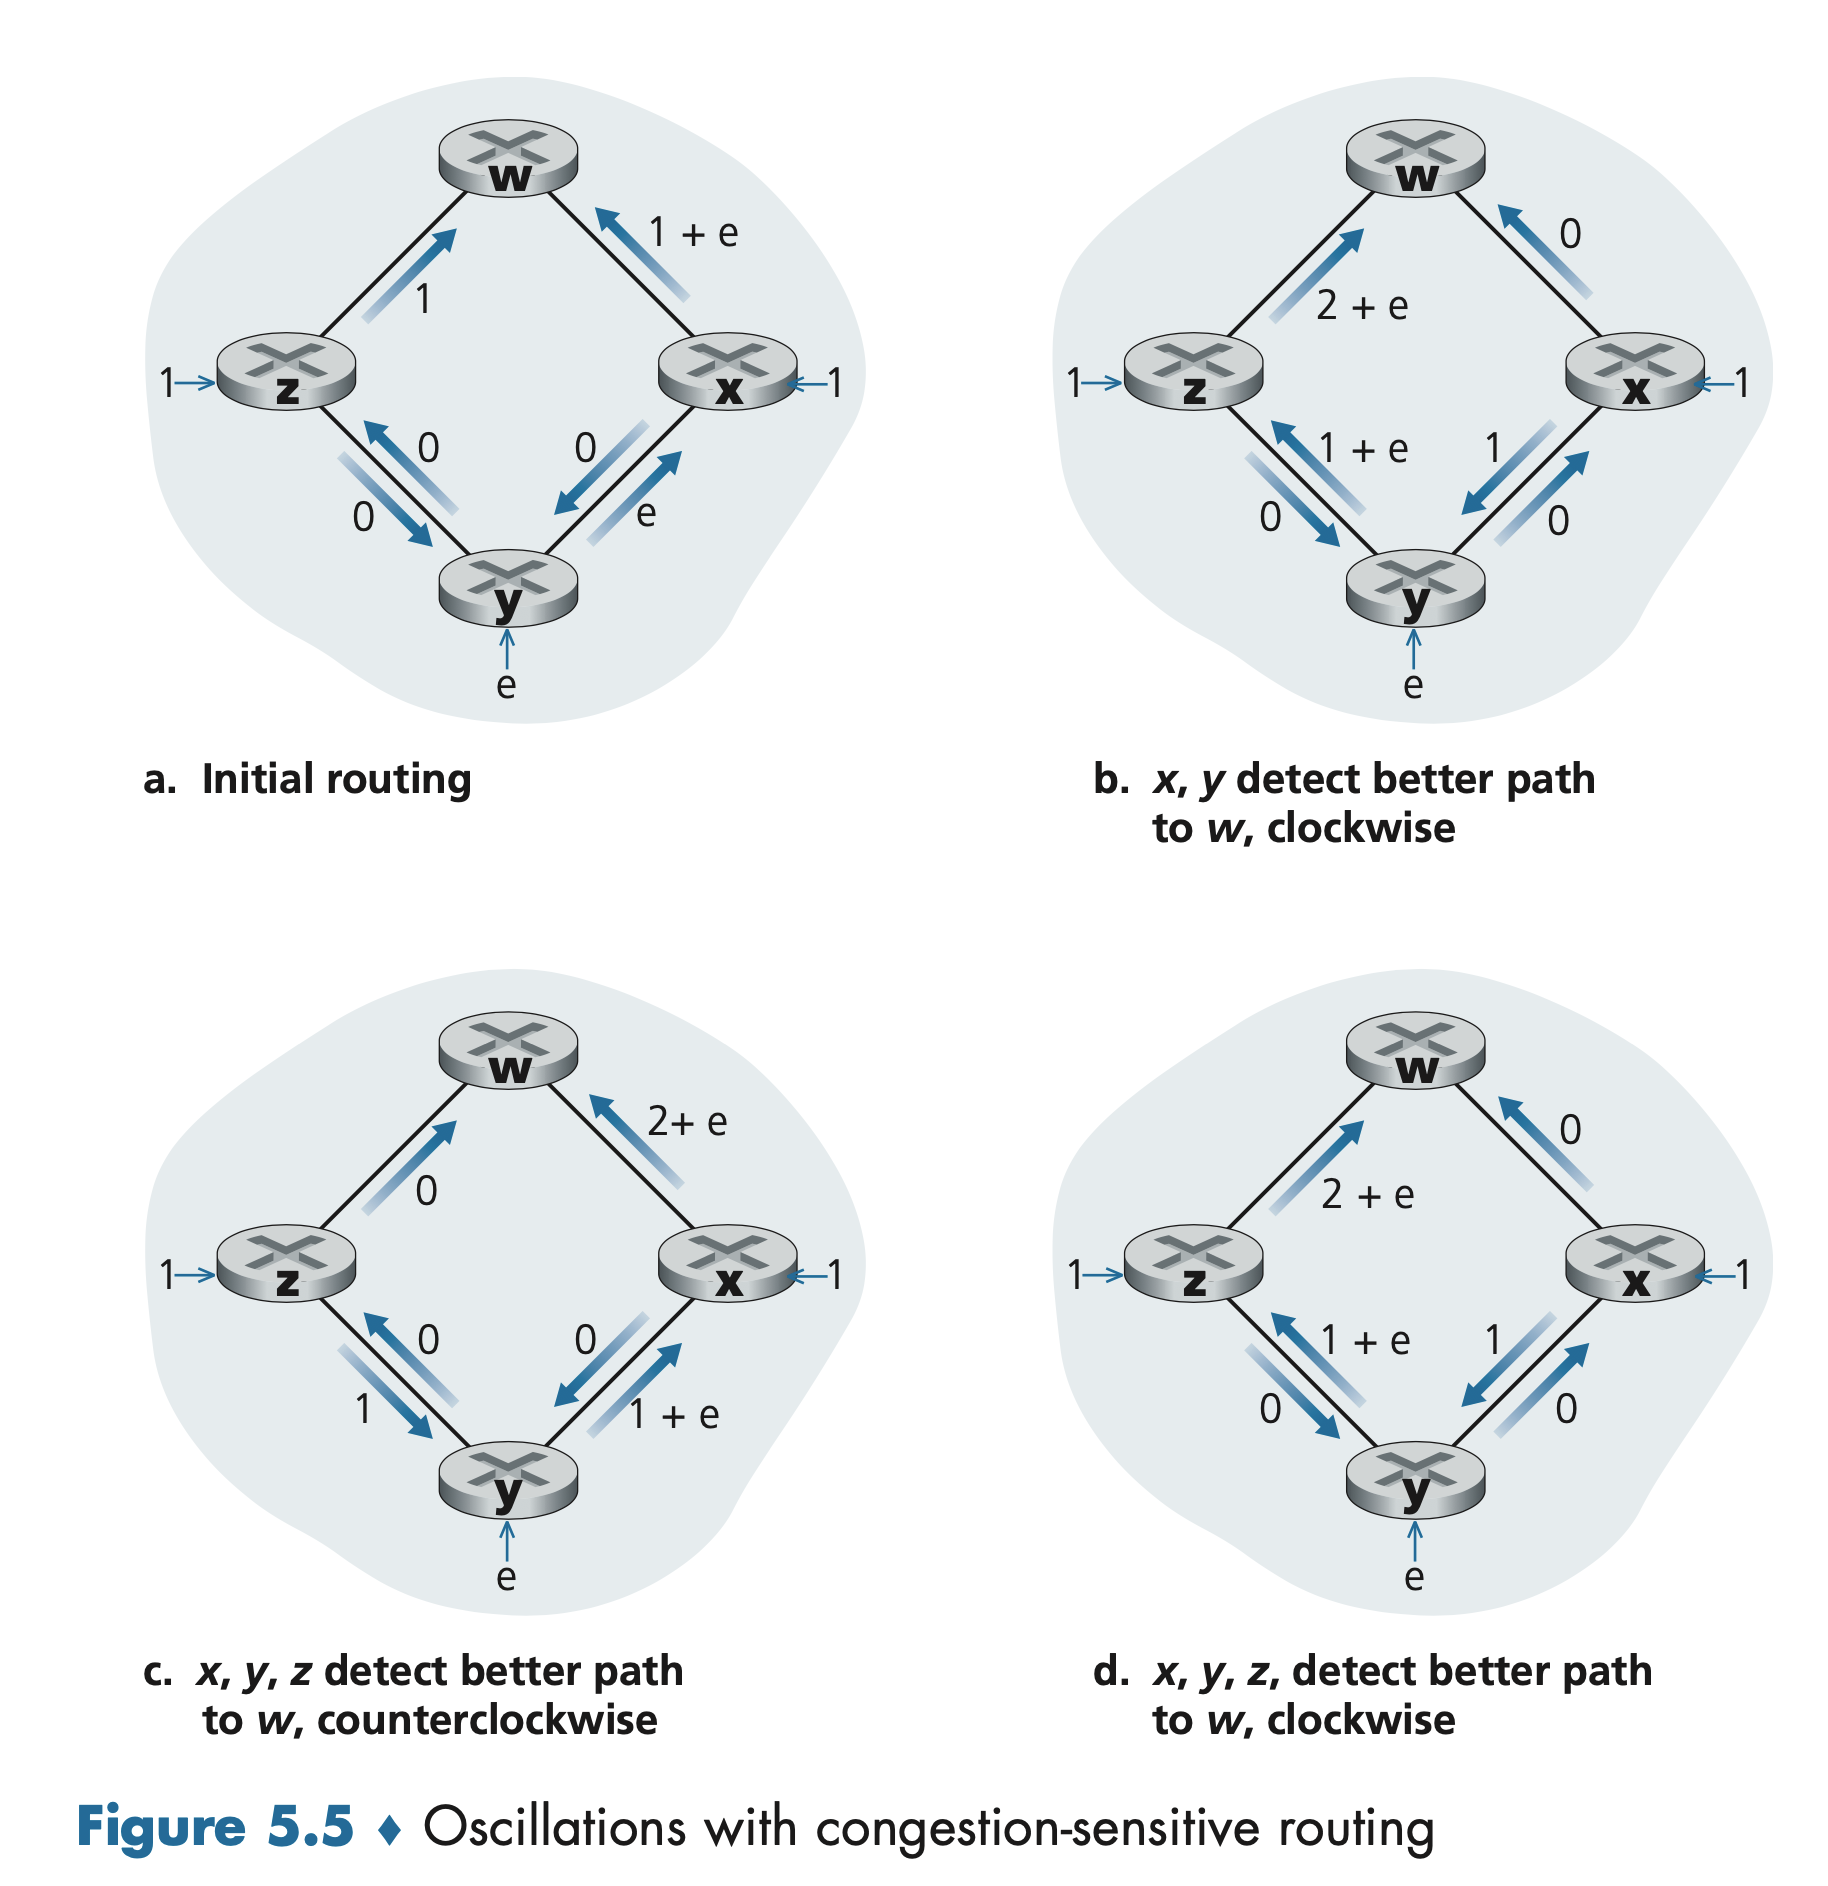 w
1 + e
1
z
x
1
1
0
0
0
e
y
e
a. Initial routing
w
0
2 + e
z
x
1
1
1 + e
1
0
0
y
e
b. x, y detect better path
to w, clockwise
w
2+ e
0
z
x
1
1
0
0
1
1 + e
y
e
c. x, y, z detect better path
to w, counterclockwise
w
0
2 + e
z
x
1
1
1 + e
1
0
0
y
e
d. x, y, z, detect better path
to w, clockwise
Figure 5.5 ♦ Oscillations with congestion-sensitive routing